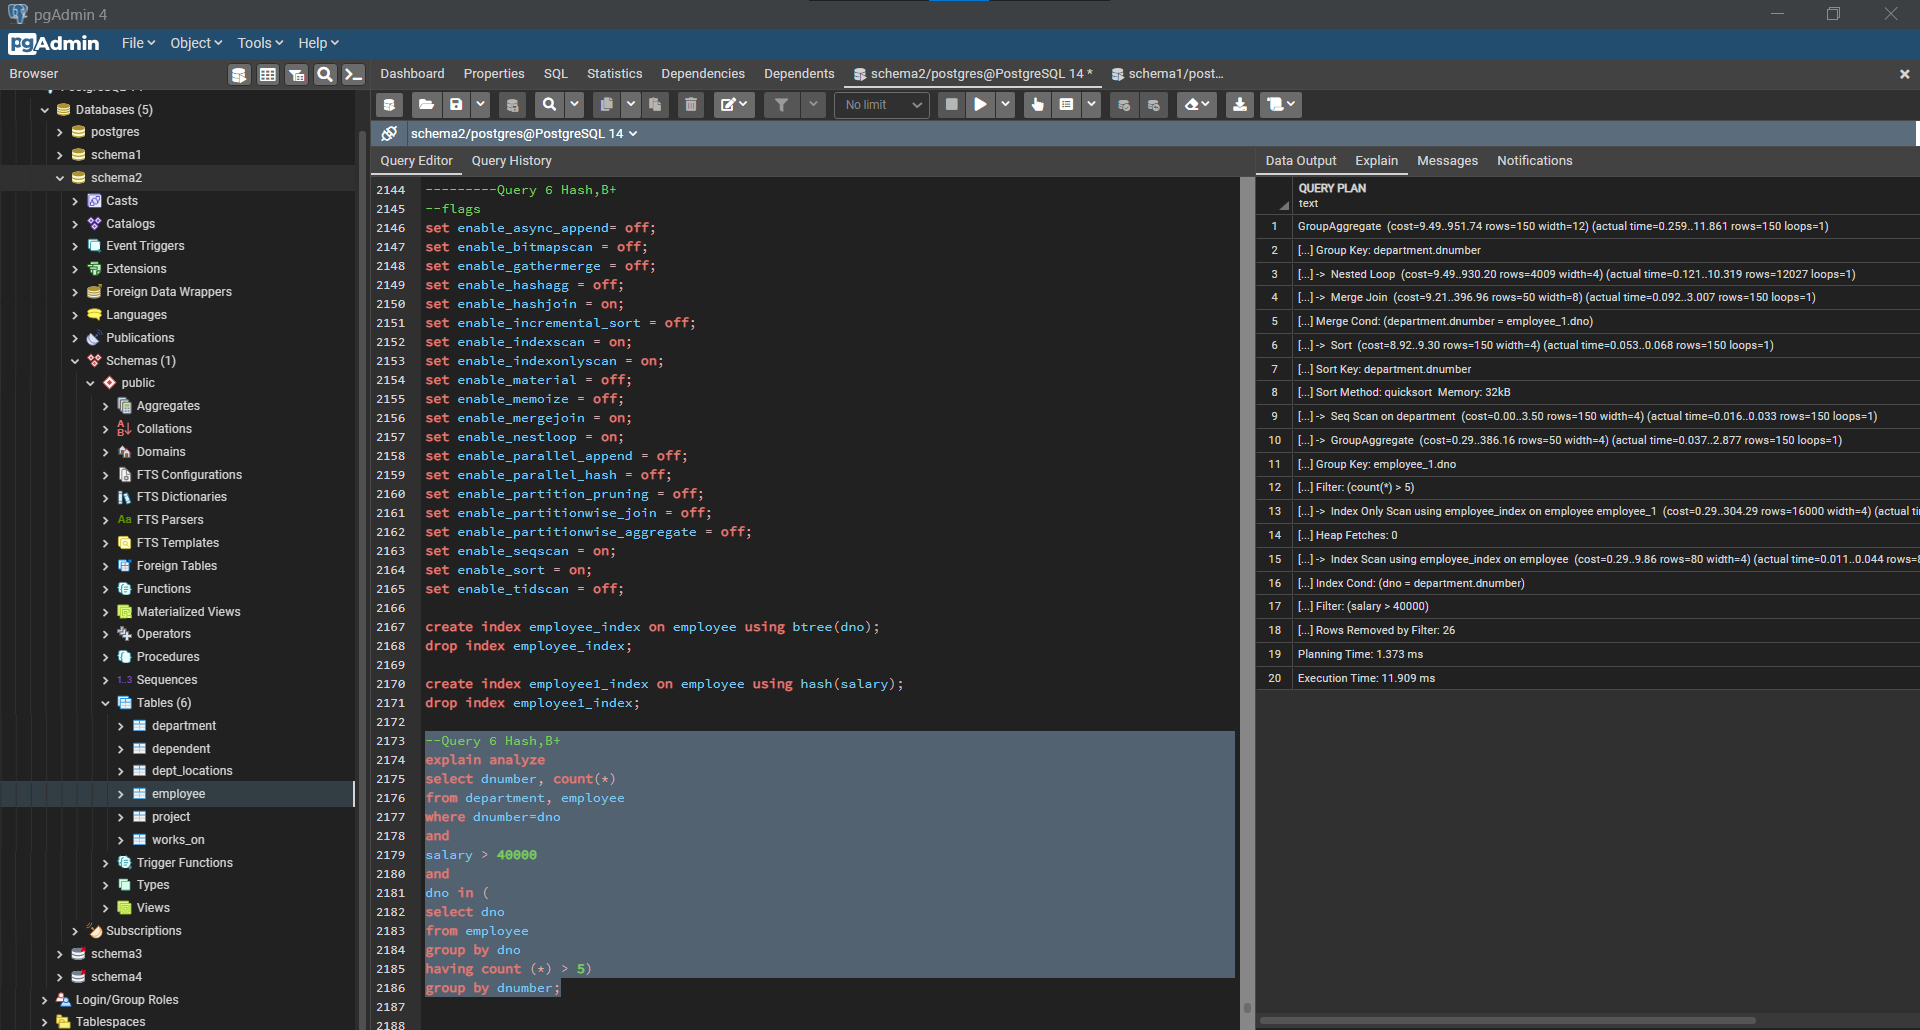 pgAdmin 4
pgAdmin File Object Tools Help
Browser
Dashboard Properties SQL Statistics Dependencies Dependents schema2/postgres@PostgreSQL 14 * schema1/post...
No limit
schema2/postgres@PostgreSQL 14
Databases (5)
postgres
schema1
schema2
Casts
Catalogs
Event Triggers
Extensions
Foreign Data Wrappers
Languages
Publications
Schemas (1)
public
Aggregates
Collations
Domains
FTS Configurations
FTS Dictionaries
Aa FTS Parsers
FTS Templates
Foreign Tables
Functions
Materialized Views
Operators
Procedures
1..3 Sequences
Tables (6)
department
dependent
dept_locations
employee
project
works_on
Trigger Functions
Types
Views
Subscriptions
schema3
schema4
Login/Group Roles
Tablespaces
Query Editor Query History
2144 ---------Query 6 Hash,B+
2145 --flags
2146 set enable_async_append= off;
2147 set enable_bitmapscan = off;
2148 set enable_gathermerge = off;
2149 set enable_hashagg = off;
2150 set enable_hashjoin = on;
2151 set enable_incremental_sort = off;
2152 set enable_indexscan = on;
2153 set enable_indexonlyscan = on;
2154 set enable_material = off;
2155 set enable_memoize = off;
2156 set enable_mergejoin = on;
2157 set enable_nestloop = on;
2158 set enable_parallel_append = off;
2159 set enable_parallel_hash = off;
2160 set enable_partition_pruning = off;
2161 set enable_partitionwise_join = off;
2162 set enable_partitionwise_aggregate = off;
2163 set enable_seqscan = on;
2164 set enable_sort = on;
2165 set enable_tidscan = off;
2166
2167 create index employee_index on employee using btree(dno);
2168 drop index employee_index;
2169
2170 create index employee1_index on employee using hash(salary);
2171 drop index employee1_index;
2172
2173 --Query 6 Hash,B+
2174 explain analyze
2175 select dnumber, count(*)
2176 from department, employee
2177 where dnumber=dno
2178 and
2179 salary > 40000
2180 and
2181 dno in (
2182 select dno
2183 from employee
2184 group by dno
2185 having count (*) > 5)
2186 group by dnumber;
2187
2188
Data Output Explain Messages Notifications
QUERY PLAN
text
1 GroupAggregate (cost=9.49..951.74 rows=150 width=12) (actual time=0.259..11.861 rows=150 loops=1)
2 [...] Group Key: department.dnumber
3 [...] -> Nested Loop (cost=9.49..930.20 rows=4009 width=4) (actual time=0.121..10.319 rows=12027 loops=1)
4 [...] -> Merge Join (cost=9.21..396.96 rows=50 width=8) (actual time=0.092..3.007 rows=150 loops=1)
5 [...] Merge Cond: (department.dnumber = employee_1.dno)
6 [...] -> Sort (cost=8.92..9.30 rows=150 width=4) (actual time=0.053..0.068 rows=150 loops=1)
7 [...] Sort Key: department.dnumber
8 [...] Sort Method: quicksort Memory: 32kB
9 [...] -> Seq Scan on department (cost=0.00..3.50 rows=150 width=4) (actual time=0.016..0.033 rows=150 loops=1)
10 [...] -> GroupAggregate (cost=0.29..386.16 rows=50 width=4) (actual time=0.037..2.877 rows=150 loops=1)
11 [...] Group Key: employee_1.dno
12 [...] Filter: (count(*) > 5)
13 [...] -> Index Only Scan using employee_index on employee employee_1 (cost=0.29..304.29 rows=16000 width=4) (actual ti
14 [...] Heap Fetches: 0
15 [...] -> Index Scan using employee_index on employee (cost=0.29..9.86 rows=80 width=4) (actual time=0.011..0.044 rows=
16 [...] Index Cond: (dno = department.dnumber)
17 [...] Filter: (salary > 40000)
18 [...] Rows Removed by Filter: 26
19 Planning Time: 1.373 ms
20 Execution Time: 11.909 ms